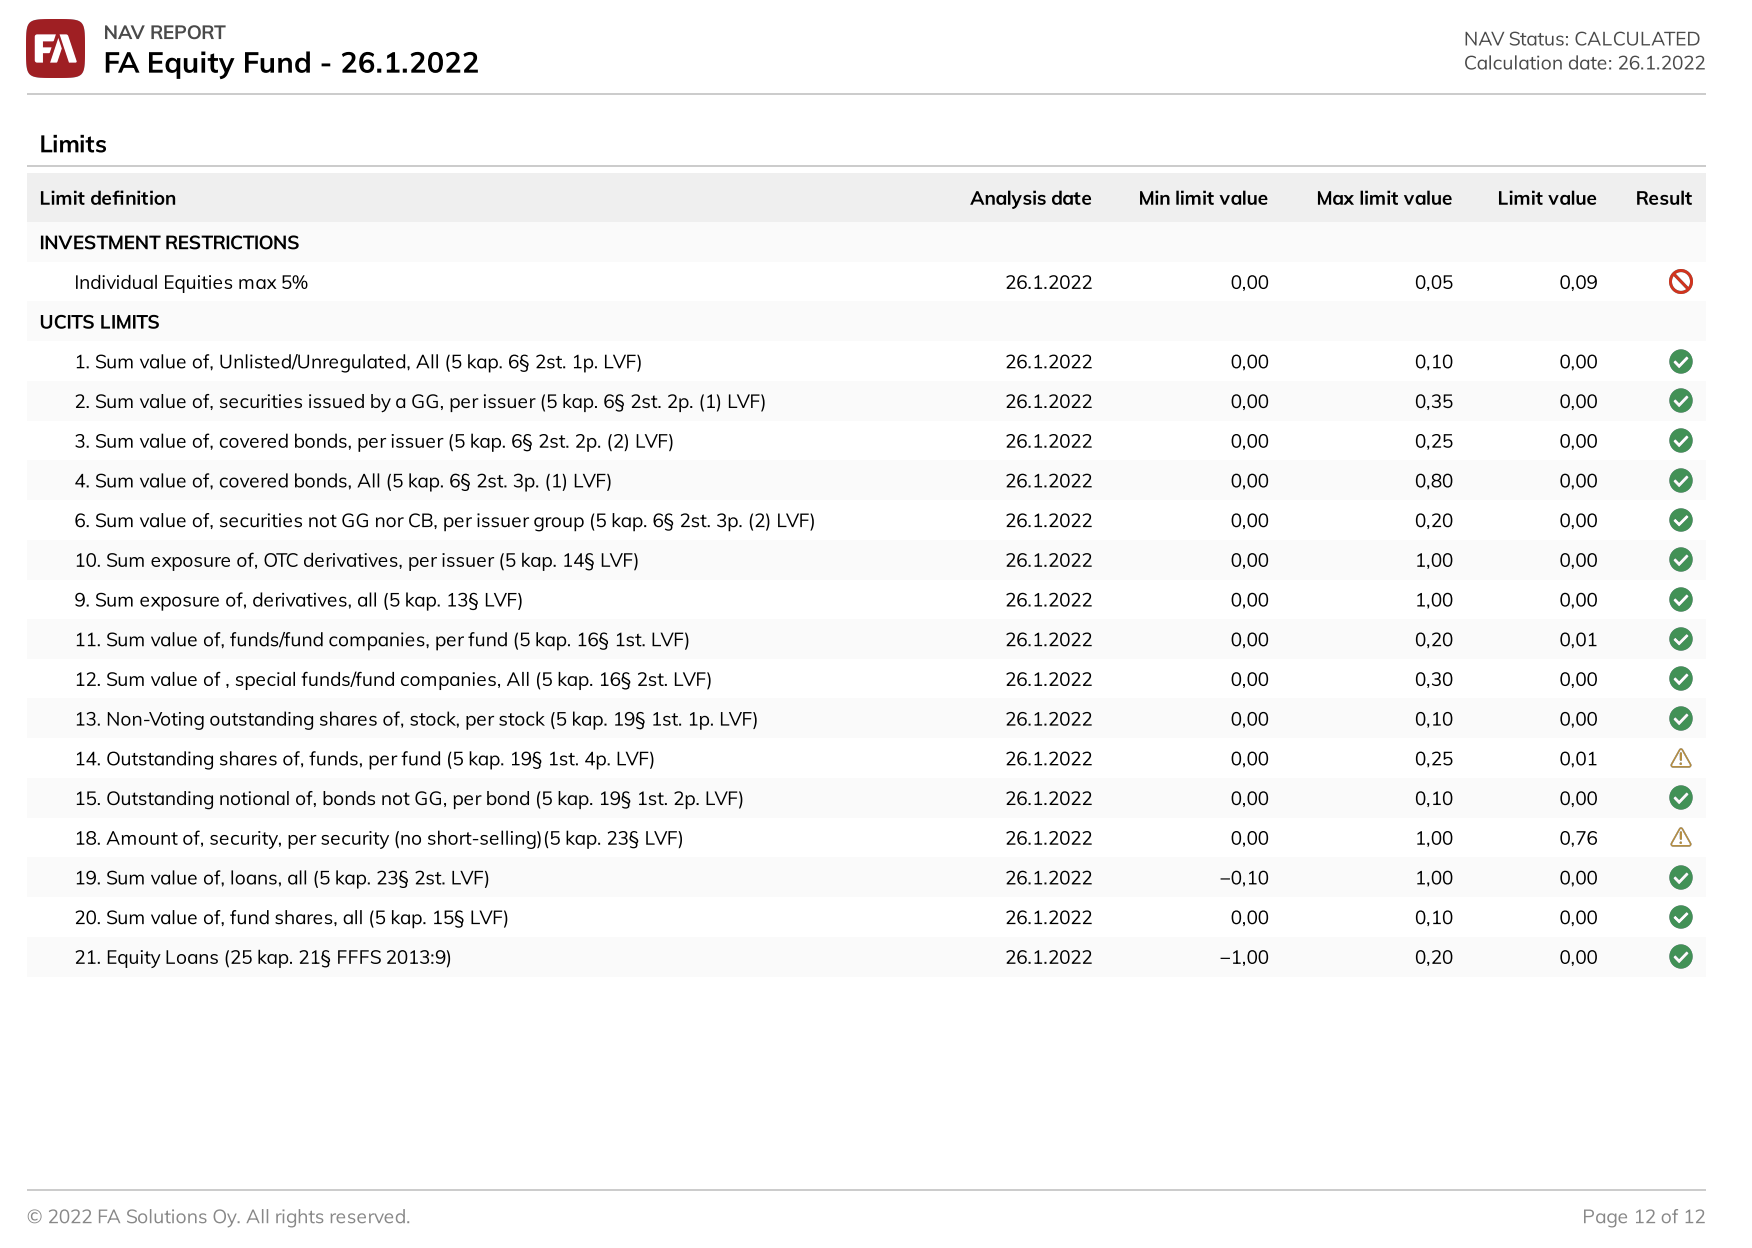 FA
NAV REPORT
FA Equity Fund - 26.1.2022
NAV Status: CALCULATED
Calculation date: 26.1.2022
Limits
Limit definition Analysis date Min limit value Max limit value Limit value Result
INVESTMENT RESTRICTIONS
Individual Equities max 5% 26.1.2022 0,00 0,05 0,09
UCITS LIMITS
1. Sum value of, Unlisted/Unregulated, All (5 kap. 6§ 2st. 1p. LVF) 26.1.2022 0,00 0,10 0,00
2. Sum value of, securities issued by a GG, per issuer (5 kap. 6§ 2st. 2p. (1) LVF) 26.1.2022 0,00 0,35 0,00
3. Sum value of, covered bonds, per issuer (5 kap. 6§ 2st. 2p. (2) LVF) 26.1.2022 0,00 0,25 0,00
4. Sum value of, covered bonds, All (5 kap. 6§ 2st. 3p. (1) LVF) 26.1.2022 0,00 0,80 0,00
6. Sum value of, securities not GG nor CB, per issuer group (5 kap. 6§ 2st. 3p. (2) LVF) 26.1.2022 0,00 0,20 0,00
10. Sum exposure of, OTC derivatives, per issuer (5 kap. 14§ LVF) 26.1.2022 0,00 1,00 0,00
9. Sum exposure of, derivatives, all (5 kap. 13§ LVF) 26.1.2022 0,00 1,00 0,00
11. Sum value of, funds/fund companies, per fund (5 kap. 16§ 1st. LVF) 26.1.2022 0,00 0,20 0,01
12. Sum value of , special funds/fund companies, All (5 kap. 16§ 2st. LVF) 26.1.2022 0,00 0,30 0,00
13. Non-Voting outstanding shares of, stock, per stock (5 kap. 19§ 1st. 1p. LVF) 26.1.2022 0,00 0,10 0,00
14. Outstanding shares of, funds, per fund (5 kap. 19§ 1st. 4p. LVF) 26.1.2022 0,00 0,25 0,01
15. Outstanding notional of, bonds not GG, per bond (5 kap. 19§ 1st. 2p. LVF) 26.1.2022 0,00 0,10 0,00
18. Amount of, security, per security (no short-selling)(5 kap. 23§ LVF) 26.1.2022 0,00 1,00 0,76
19. Sum value of, loans, all (5 kap. 23§ 2st. LVF) 26.1.2022 −0,10 1,00 0,00
20. Sum value of, fund shares, all (5 kap. 15§ LVF) 26.1.2022 0,00 0,10 0,00
21. Equity Loans (25 kap. 21§ FFFS 2013:9) 26.1.2022 −1,00 0,20 0,00
© 2022 FA Solutions Oy. All rights reserved.
Page 12 of 12